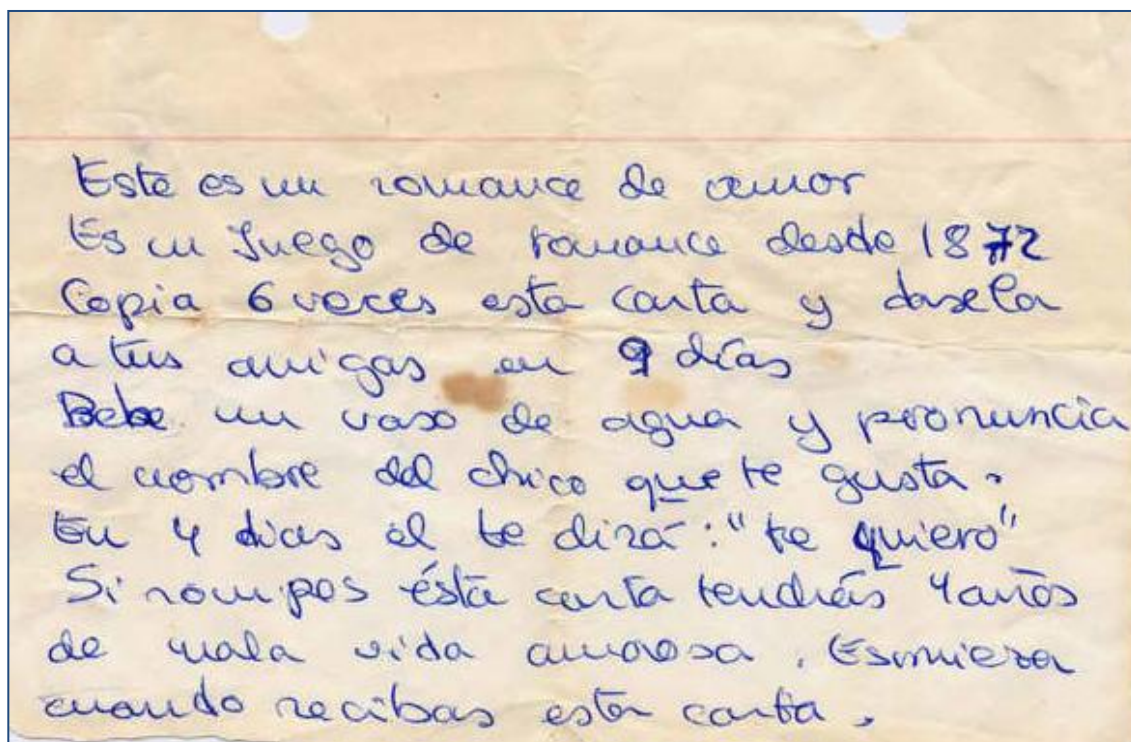 Este es un romance de amor
Es un Juego de romance desde 1872
Copia 6 veces esta carta y dasela
a tus amigas en 9 días
Bebe un vaso de agua y pronuncia
el nombre del chico que te gusta.
En 4 dias el te dirá: "te quiero"
Si rompes ésta carta tendrás 4 años
de mala vida amorosa. Esmieza
cuando recibas esta carta.